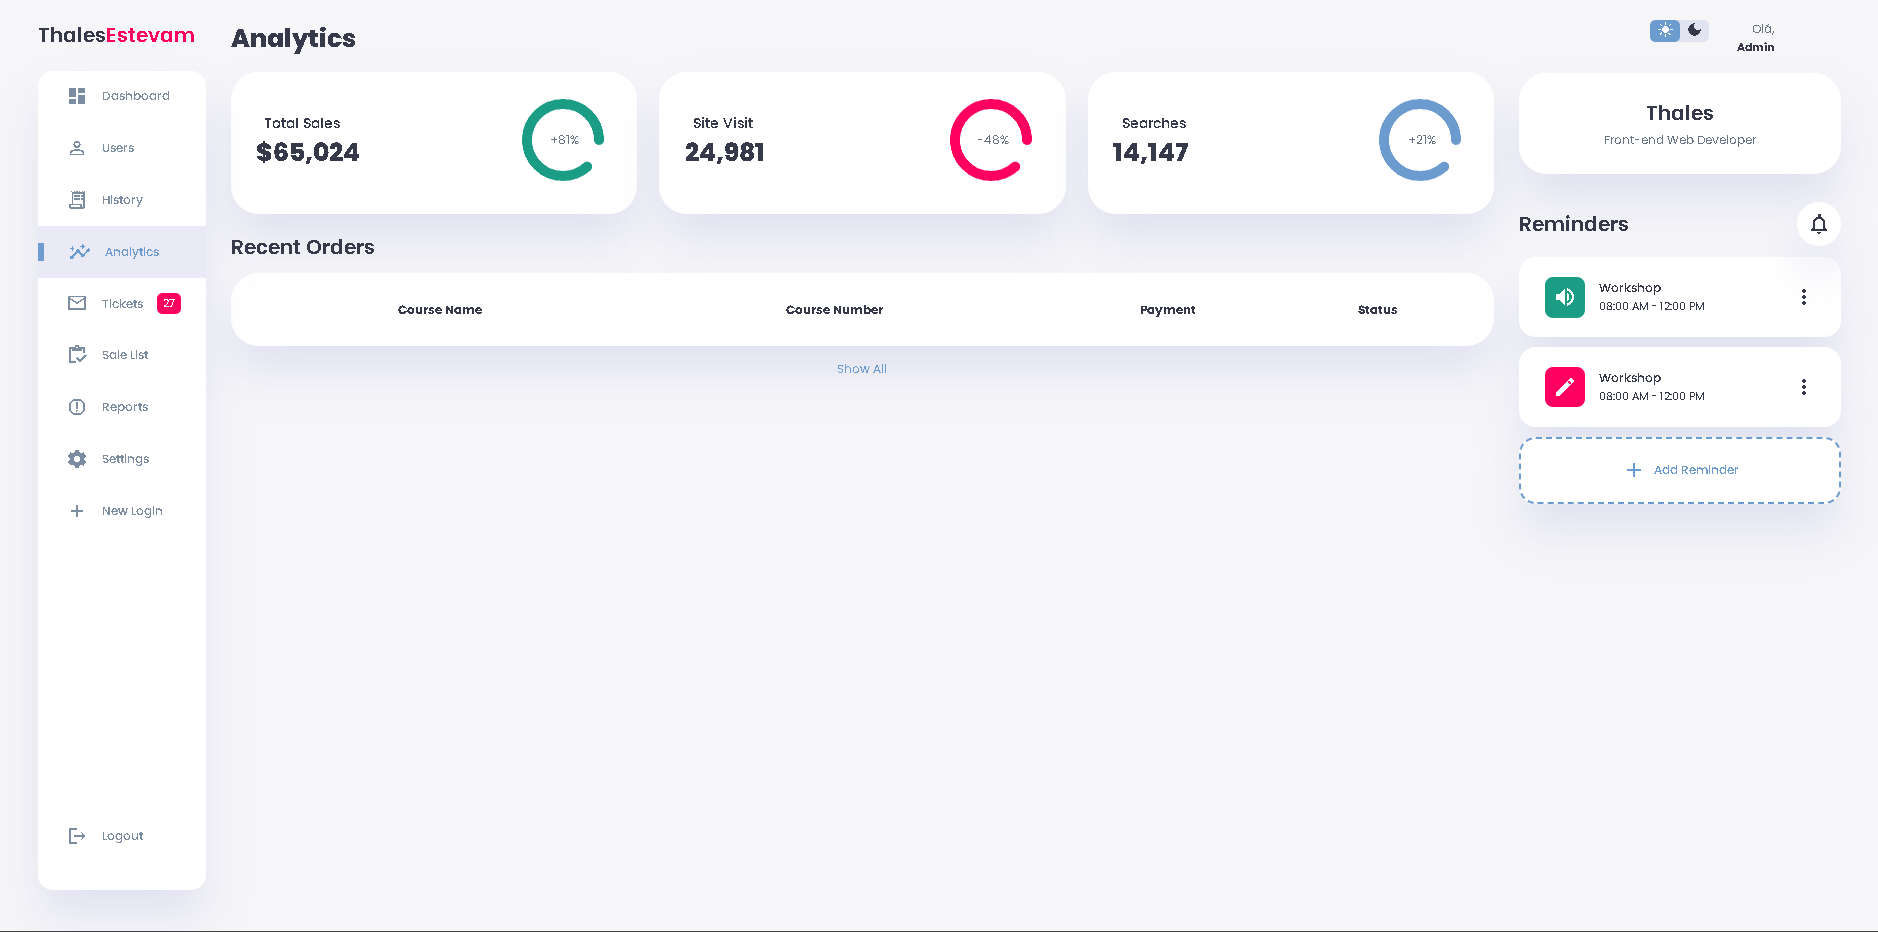 ThalesEstevam
Dashboard
Users
History
Analytics
Tickets 27
Sale List
Reports
Settings
New Login
Logout
Analytics
Total Sales
$65,024
+81%
Site Visit
24,981
-48%
Searches
14,147
+21%
Recent Orders
Course Name Course Number Payment Status
Show All
Olá,
Admin
Thales
Front-end Web Developer
Reminders
Workshop
08:00 AM - 12:00 PM
Workshop
08:00 AM - 12:00 PM
Add Reminder